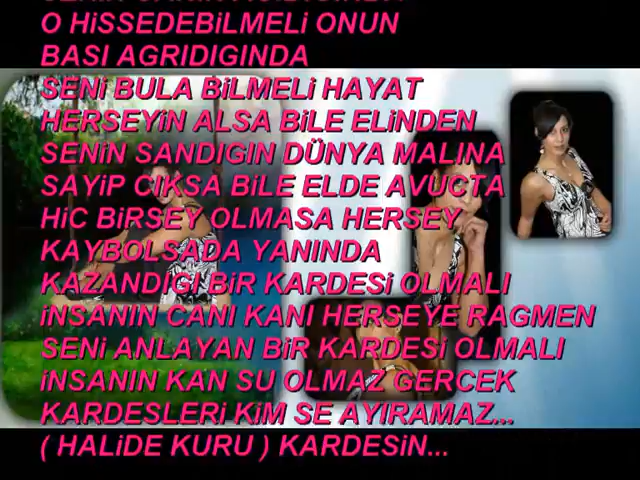 O HiSSEDEBiLMELi ONUN
BASI AGRIDIGINDA
SENi BULA BiLMELi HAYAT
HERSEYiN ALSA BiLE ELiNDEN
SENiN SANDIGIN DÜNYA MALINA
SAYiP CIKSA BiLE ELDE AVUCTA
HiC BiRSEY OLMASA HERSEY
KAYBOLSADA YANINDA
KAZANDIGI BiR KARDESi OLMALI
iNSANIN CANI KANI HERSEYE RAGMEN
SENi ANLAYAN BiR KARDESi OLMALI
iNSANIN KAN SU OLMAZ GERCEK
KARDESLERi KiM SE AYIRAMAZ...
( HALiDE KURU ) KARDESiN...